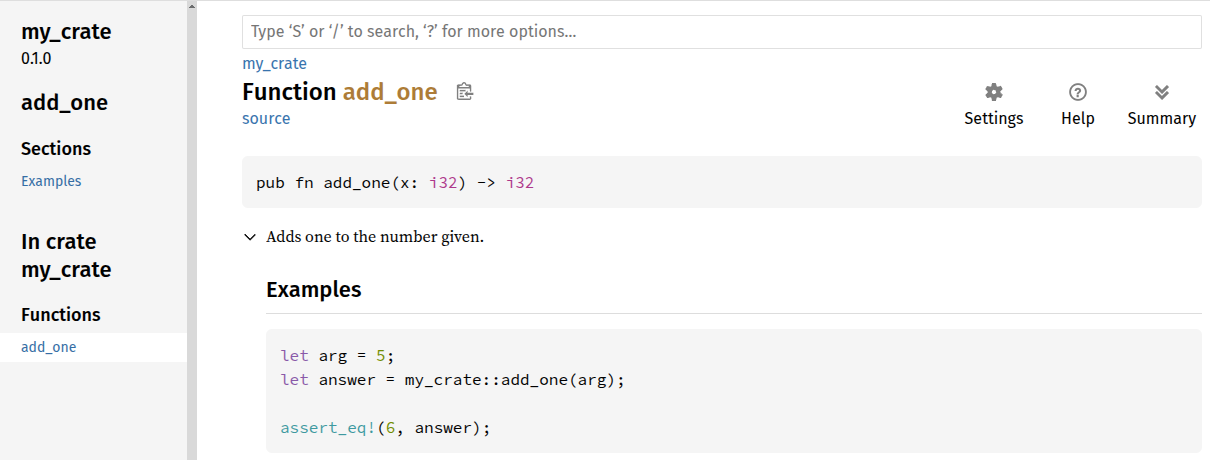 my_crate
0.1.0
add_one
Sections
Examples
In crate
my_crate
Functions
add_one
Type ‘S’ or ‘/’ to search, ‘?’ for more options…
my_crate
Function add_one
source
Settings
Help
Summary
pub fn add_one(x: i32) -> i32
Adds one to the number given.
Examples
let arg = 5;
let answer = my_crate::add_one(arg);
assert_eq!(6, answer);